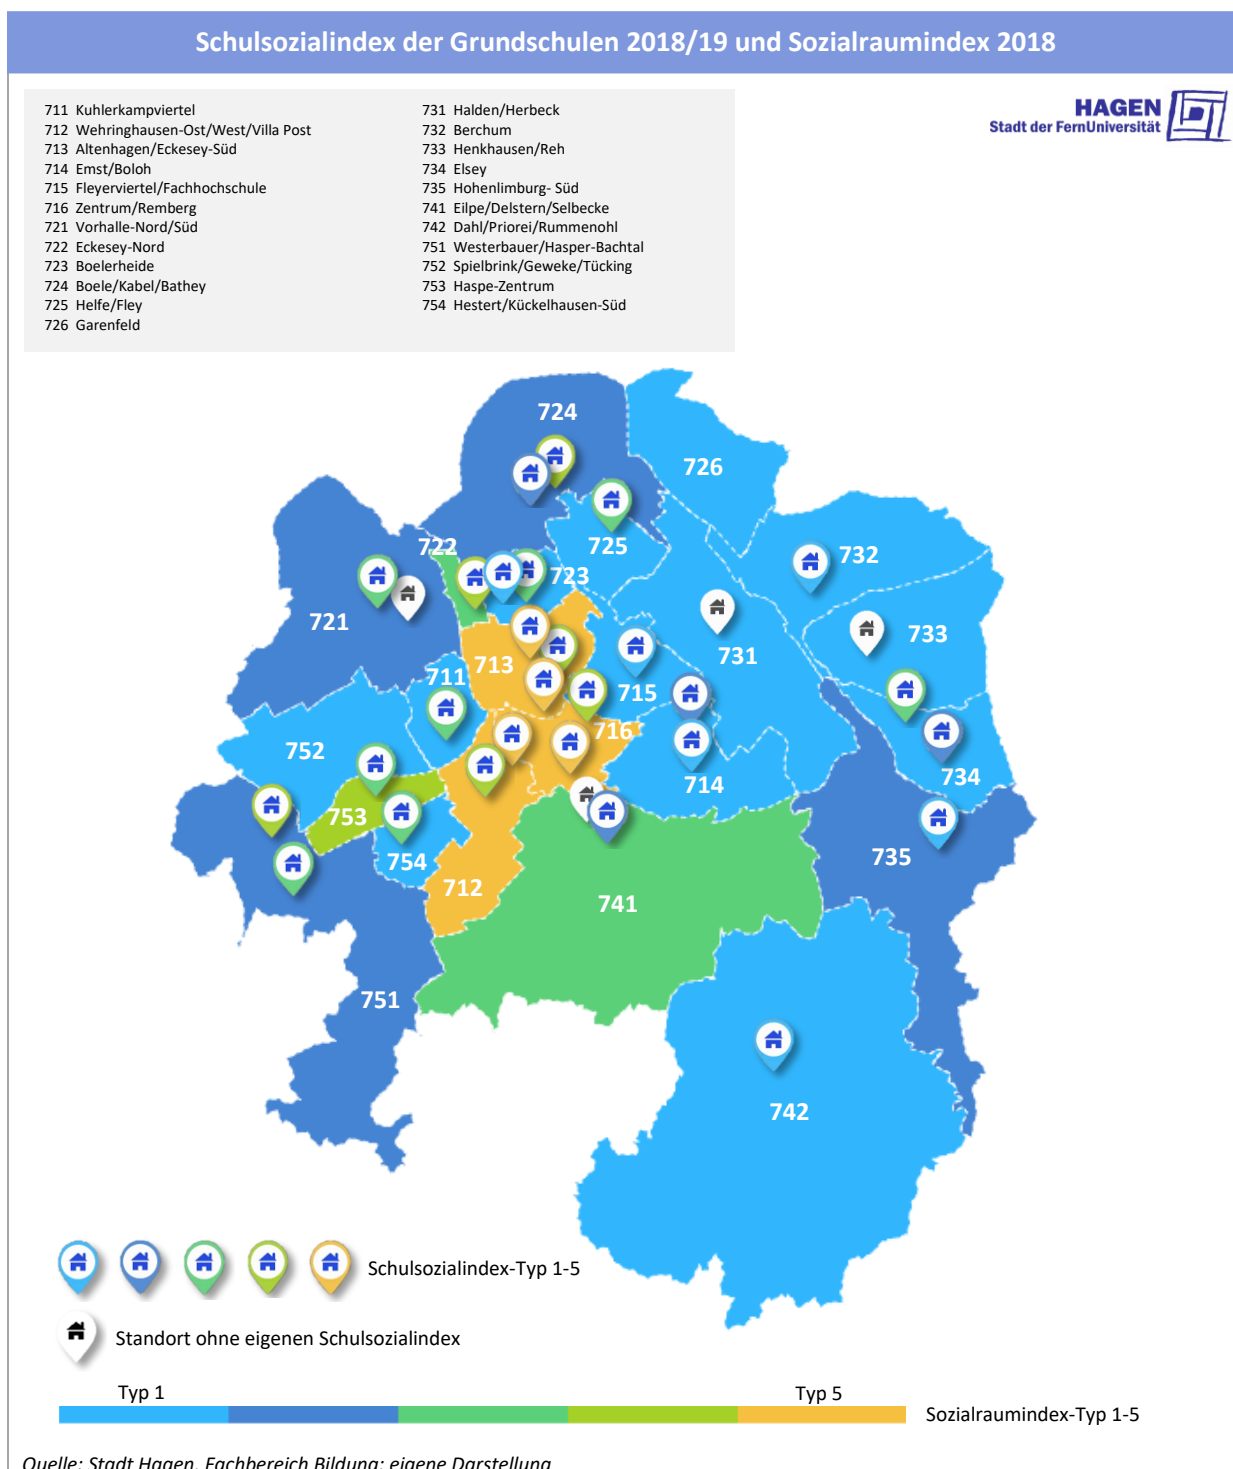 Schulsozialindex der Grundschulen 2018/19 und Sozialraumindex 2018
711 Kuhlerkampviertel
712 Wehringhausen-Ost/West/Villa Post
713 Altenhagen/Eckesey-Süd
714 Emst/Boloh
715 Fleyerviertel/Fachhochschule
716 Zentrum/Remberg
721 Vorhalle-Nord/Süd
722 Eckesey-Nord
723 Boelerheide
724 Boele/Kabel/Bathey
725 Helfe/Fley
726 Garenfeld
731 Halden/Herbeck
732 Berchum
733 Henkhausen/Reh
734 Elsey
735 Hohenlimburg- Süd
741 Eilpe/Delstern/Selbecke
742 Dahl/Priorei/Rummenohl
751 Westerbauer/Hasper-Bachtal
752 Spielbrink/Geweke/Tücking
753 Haspe-Zentrum
754 Hestert/Kückelhausen-Süd
HAGEN
Stadt der FernUniversität
724
726
722
725
732
723
721
733
731
713
711
715
716
752
734
714
753
735
754
712
741
751
742
Schulsozialindex-Typ 1-5
Standort ohne eigenen Schulsozialindex
Typ 1
Typ 5
Sozialraumindex-Typ 1-5
Quelle: Stadt Hagen, Fachbereich Bildung; eigene Darstellung